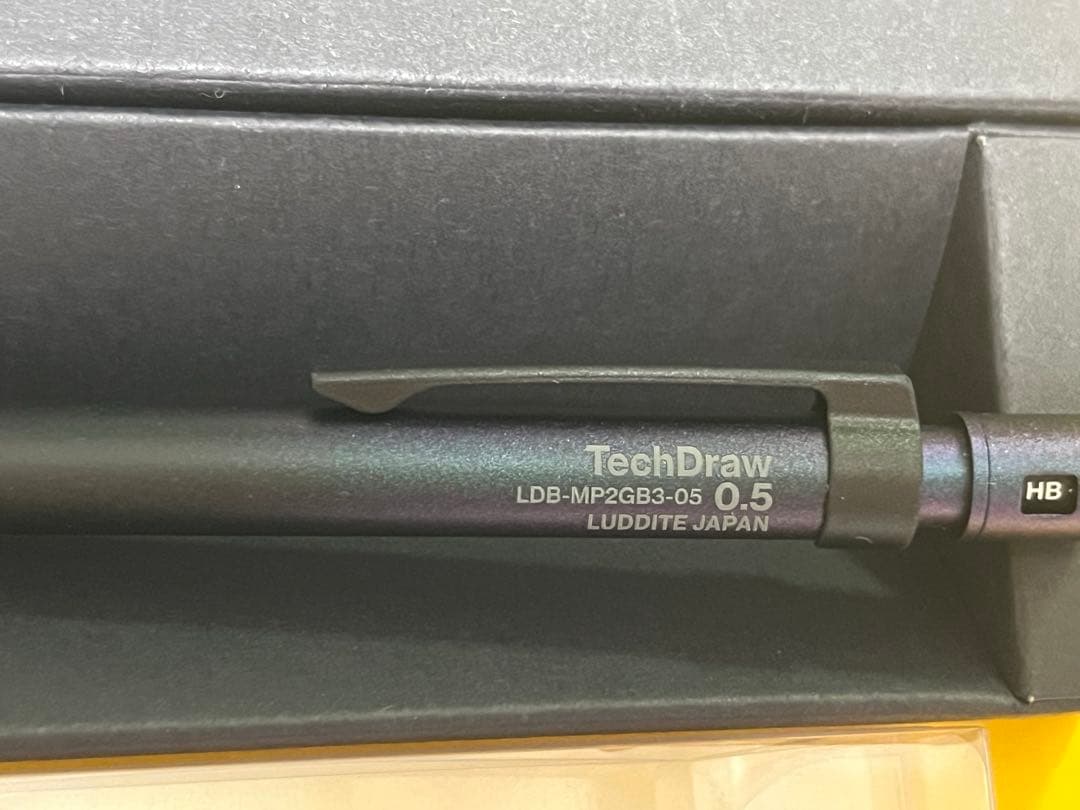 TechDraw
LDB-MP2GB3-05 0.5
LUDDITE JAPAN
HB